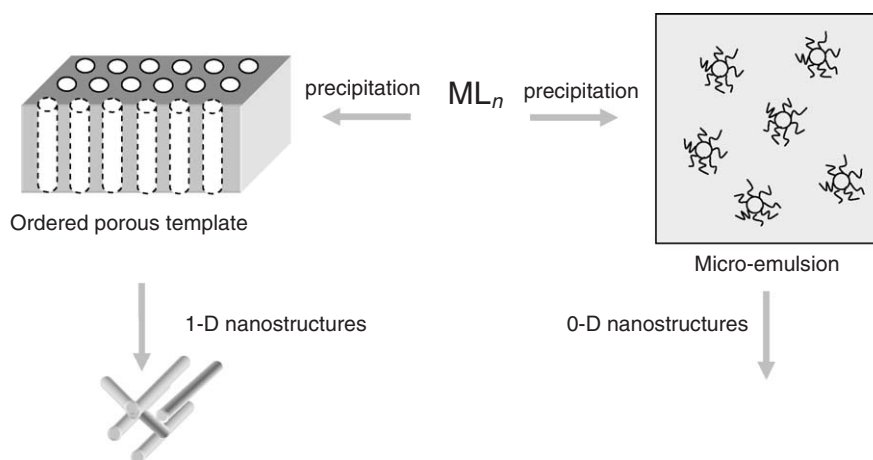 precipitation
ML𝑛
precipitation
Ordered porous template
Micro-emulsion
1-D nanostructures
0-D nanostructures